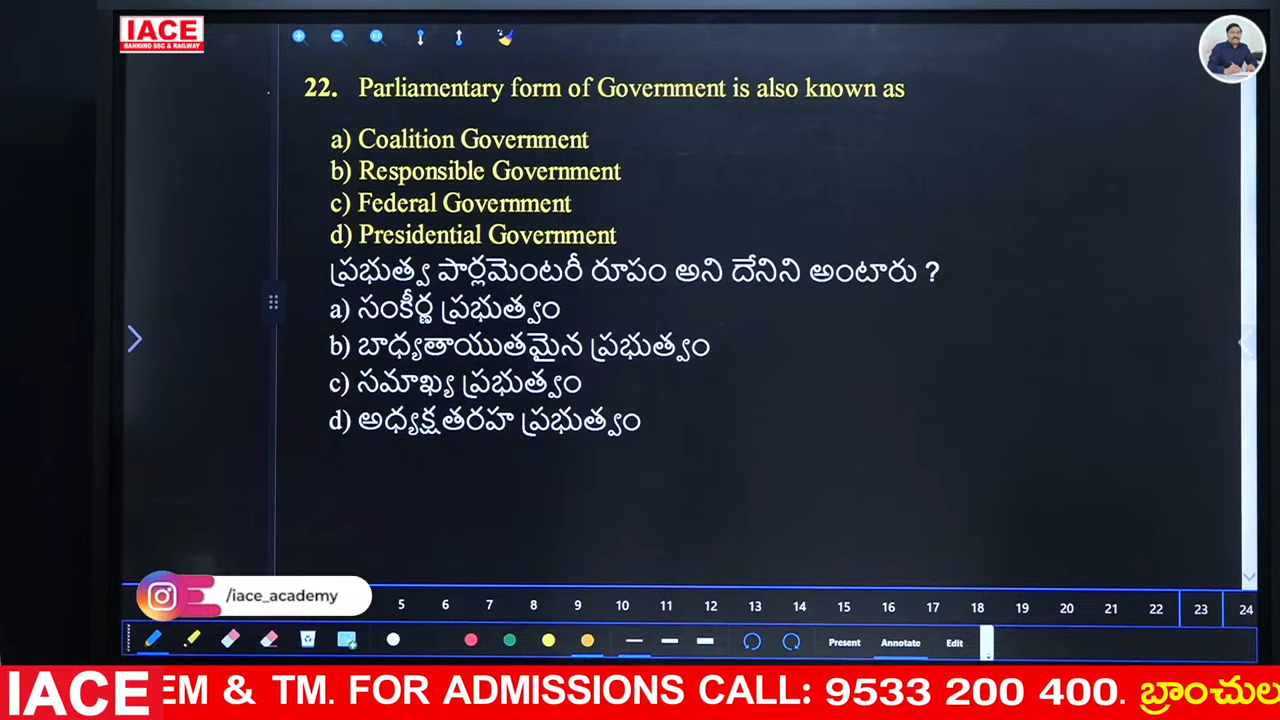 IACE
BANKING SSC & RAILWAY
22. Parliamentary form of Government is also known as
a) Coalition Government
b) Responsible Government
c) Federal Government
d) Presidential Government
ప్రభుత్వ పార్లమెంటరీ రూపం అని దేనిని అంటారు ?
a) సంకీర్ణ ప్రభుత్వం
b) బాధ్యతాయుతమైన ప్రభుత్వం
c) సమాఖ్య ప్రభుత్వం
d) అధ్యక్షతరహా ప్రభుత్వం
/iace_academy
5 6 7 8 9 10 11 12 13 14 15 16 17 18 19 20 21 22 23 24
Present Annotate Edit
IACE EM & TM. FOR ADMISSIONS CALL: 9533 200 400. బ్రాంచుల